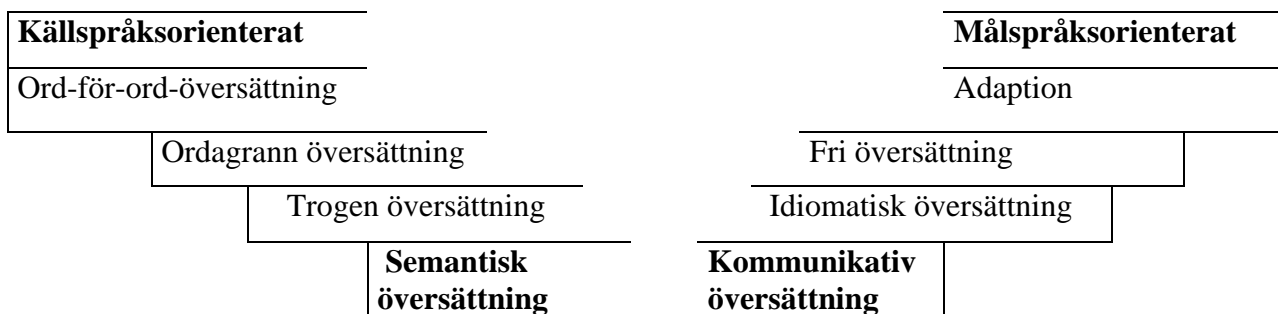 Källspråksorienterat Målspråksorienterat
Ord-för-ord-översättning Adaption
Ordagrann översättning Fri översättning
Trogen översättning Idiomatisk översättning
Semantisk Kommunikativ
översättning översättning